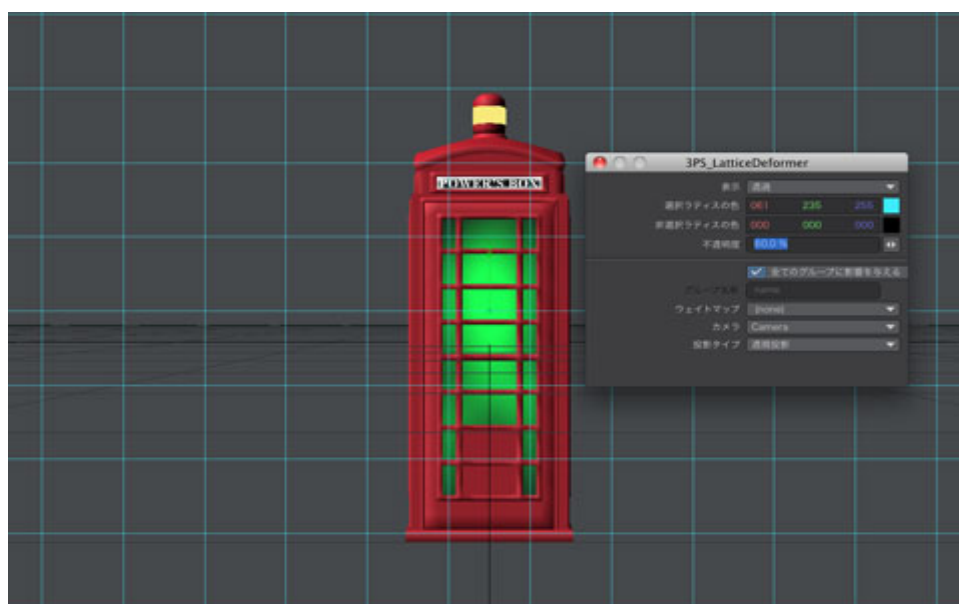 POWER'S BOX
3PS_LatticeDeformer
表示 透過
選択ラティスの色 061 235 255
非選択ラティスの色 000 000 000
不透明度 60.0 %
全てのグループに影響を与える
グループ名称 name
ウェイトマップ (none)
カメラ Camera
投影タイプ 透視投影